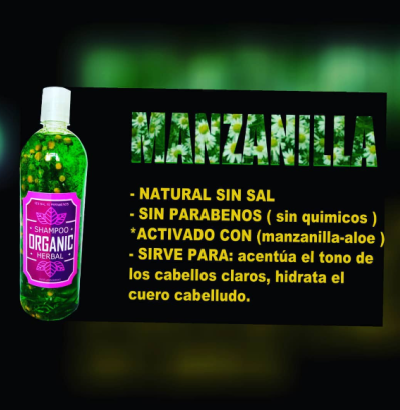 MANZANILLA
- NATURAL SIN SAL
- SIN PARABENOS ( sin quimicos )
*ACTIVADO CON (manzanilla-aloe )
- SIRVE PARA: acentúa el tono de
los cabellos claros, hidrata el
cuero cabelludo.
SHAMPOO
ORGANIC
HERBAL